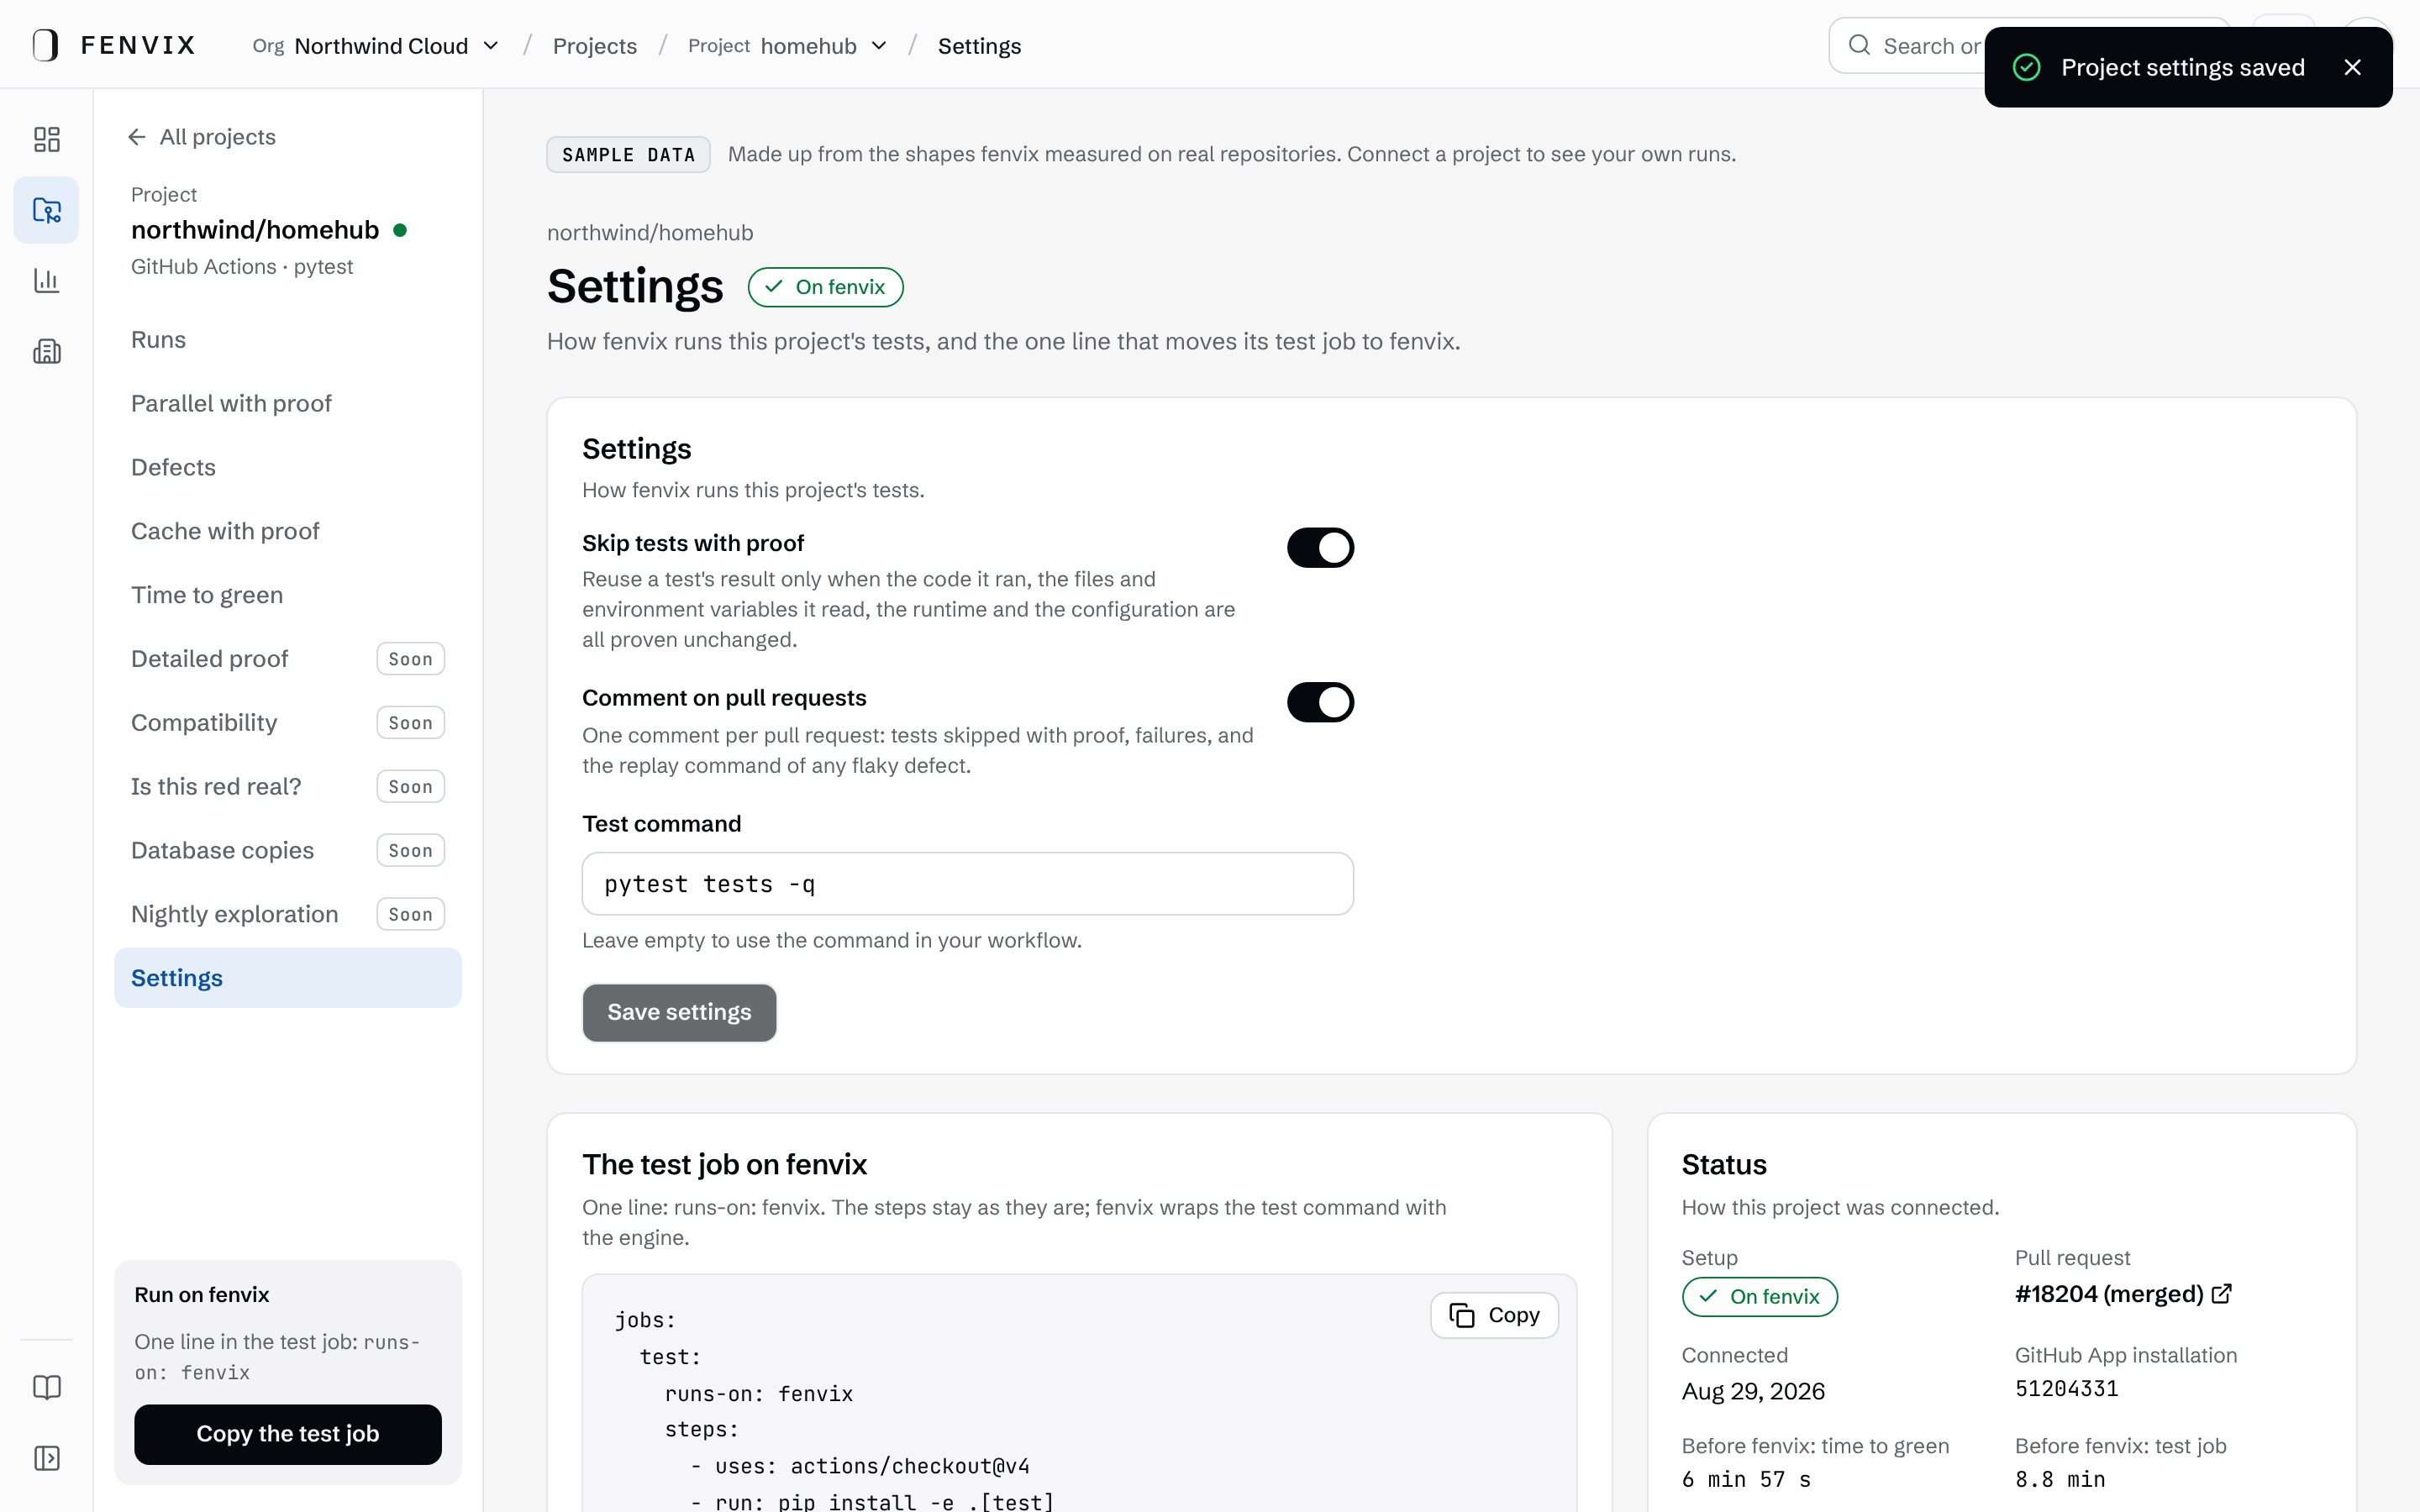 FENVIX
Org Northwind Cloud / Projects / Project homehub / Settings
Search or
Project settings saved
All projects
Project
northwind/homehub
GitHub Actions · pytest
Runs
Parallel with proof
Defects
Cache with proof
Time to green
Detailed proof Soon
Compatibility Soon
Is this red real? Soon
Database copies Soon
Nightly exploration Soon
Settings
Run on fenvix
One line in the test job: runs-
on: fenvix
Copy the test job
SAMPLE DATA Made up from the shapes fenvix measured on real repositories. Connect a project to see your own runs.
northwind/homehub
Settings On fenvix
How fenvix runs this project's tests, and the one line that moves its test job to fenvix.
Settings
How fenvix runs this project's tests.
Skip tests with proof
Reuse a test's result only when the code it ran, the files and
environment variables it read, the runtime and the configuration are
all proven unchanged.
Comment on pull requests
One comment per pull request: tests skipped with proof, failures, and
the replay command of any flaky defect.
Test command
pytest tests -q
Leave empty to use the command in your workflow.
Save settings
The test job on fenvix
One line: runs-on: fenvix. The steps stay as they are; fenvix wraps the test command with
the engine.
Copy
jobs:
test:
runs-on: fenvix
steps:
- uses: actions/checkout@v4
- run: pip install -e .[test]
Status
How this project was connected.
Setup
On fenvix
Pull request
#18204 (merged)
Connected
Aug 29, 2026
GitHub App installation
51204331
Before fenvix: time to green
6 min 57 s
Before fenvix: test job
8.8 min